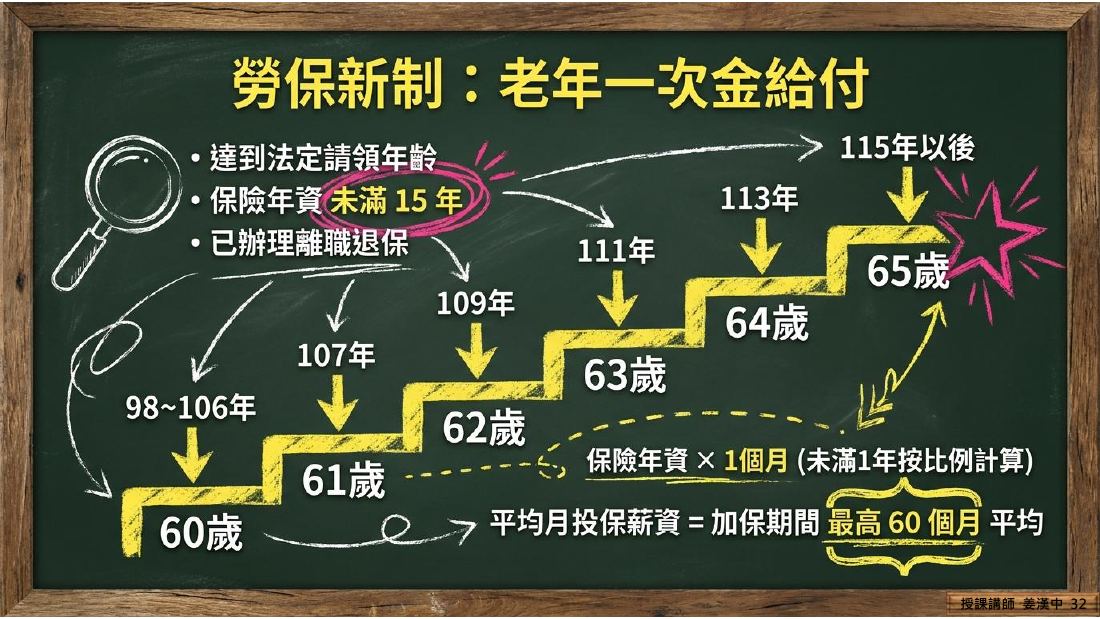 勞保新制：老年一次金給付
• 達到法定請領年齡
• 保險年資 未滿 15 年
• 已辦理離職退保
98~106年
60歲
107年
61歲
109年
62歲
111年
63歲
113年
64歲
115年以後
65歲
保險年資 × 1個月 (未滿1年按比例計算)
平均月投保薪資 = 加保期間 最高 60 個月 平均
授課講師 姜漢中 32